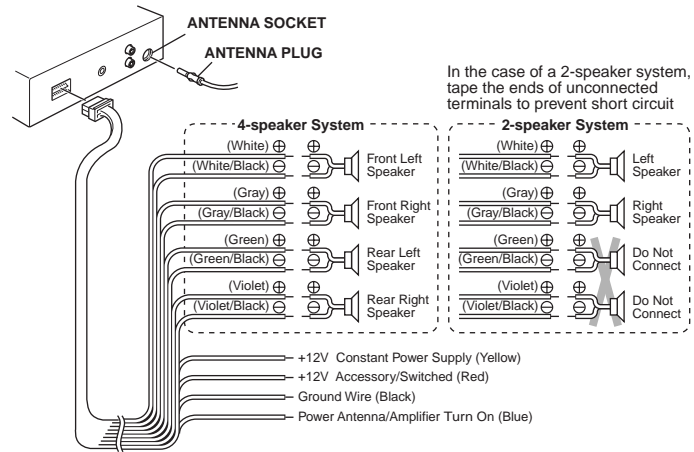 ANTENNA SOCKET
ANTENNA PLUG
In the case of a 2-speaker system,
tape the ends of unconnected
terminals to prevent short circuit
4-speaker System
(White) ⊕ ⊕
(White/Black) ⊖ ⊖
Front Left
Speaker
(Gray) ⊕ ⊕
(Gray/Black) ⊖ ⊖
Front Right
Speaker
(Green) ⊕ ⊕
(Green/Black) ⊖ ⊖
Rear Left
Speaker
(Violet) ⊕ ⊕
(Violet/Black) ⊖ ⊖
Rear Right
Speaker
2-speaker System
(White) ⊕ ⊕
(White/Black) ⊖ ⊖
Left
Speaker
(Gray) ⊕ ⊕
(Gray/Black) ⊖ ⊖
Right
Speaker
(Green) ⊕ ⊕
(Green/Black) ⊖ ⊖
Do Not
Connect
(Violet) ⊕ ⊕
(Violet/Black) ⊖ ⊖
Do Not
Connect
+12V Constant Power Supply (Yellow)
+12V Accessory/Switched (Red)
Ground Wire (Black)
Power Antenna/Amplifier Turn On (Blue)